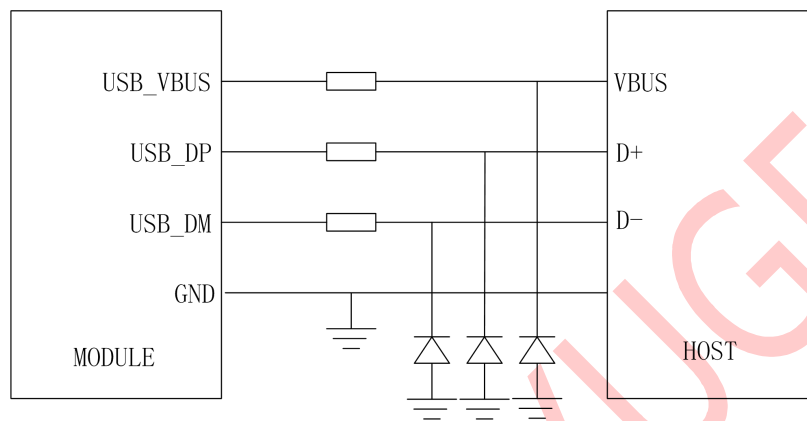 USB_VBUS
VBUS
USB_DP
D+
USB_DM
D-
GND
MODULE
HOST